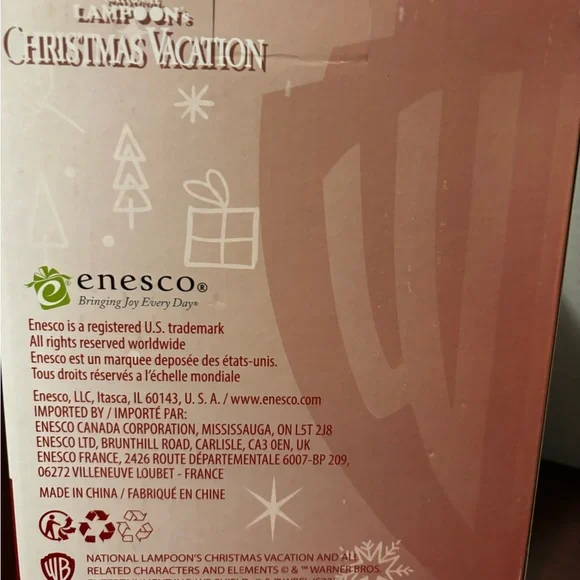 NATIONAL
LAMPOON'S
CHRISTMAS VACATION
enesco®
Bringing Joy Every Day®
Enesco is a registered U.S. trademark
All rights reserved worldwide
Enesco est un marquee deposée des états-unis.
Tous droits réservés a l'échelle mondiale
Enesco, LLC, Itasca, IL 60143, U. S. A. / www.enesco.com
IMPORTED BY / IMPORTÉ PAR:
ENESCO CANADA CORPORATION, MISSISSAUGA, ON L5T 2J8
ENESCO LTD, BRUNTHILL ROAD, CARLISLE, CA3 0EN, UK
ENESCO FRANCE, 2426 ROUTE DÉPARTEMENTALE 6007-BP 209,
06272 VILLENEUVE LOUBET - FRANCE
MADE IN CHINA / FABRIQUÉ EN CHINE
WB
NATIONAL LAMPOON'S CHRISTMAS VACATION AND ALL
RELATED CHARACTERS AND ELEMENTS © & ™ WARNER BROS.